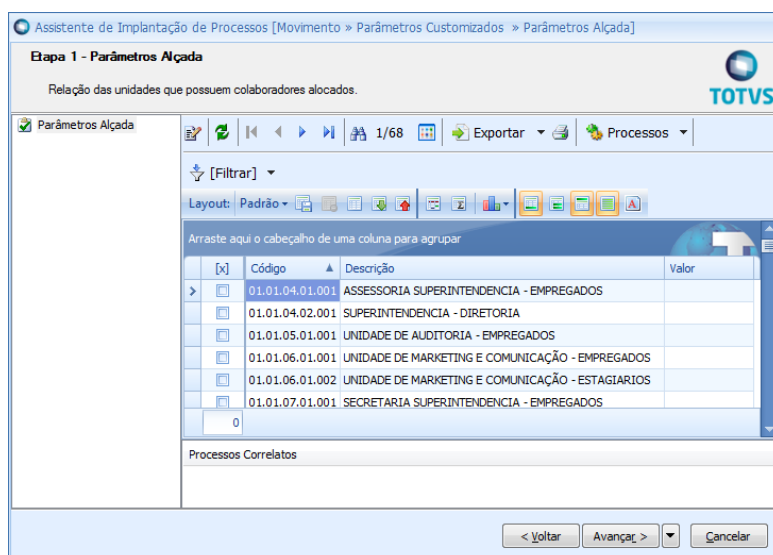 Assistente de Implantação de Processos [Movimento » Parâmetros Customizados » Parâmetros Alçada]
Etapa 1 - Parâmetros Alçada
Relação das unidades que possuem colaboradores alocados.
TOTVS
Parâmetros Alçada
1/68 Exportar Processos
[Filtrar]
Layout: Padrão
Arraste aqui o cabeçalho de uma coluna para agrupar
[x] Código Descrição Valor
01.01.04.01.001 ASSESSORIA SUPERINTENDENCIA - EMPREGADOS
01.01.04.02.001 SUPERINTENDENCIA - DIRETORIA
01.01.05.01.001 UNIDADE DE AUDITORIA - EMPREGADOS
01.01.06.01.001 UNIDADE DE MARKETING E COMUNICAÇÃO - EMPREGADOS
01.01.06.01.002 UNIDADE DE MARKETING E COMUNICAÇÃO - ESTAGIARIOS
01.01.07.01.001 SECRETARIA SUPERINTENDENCIA - EMPREGADOS
0
Processos Correlatos
< Voltar Avançar > Cancelar